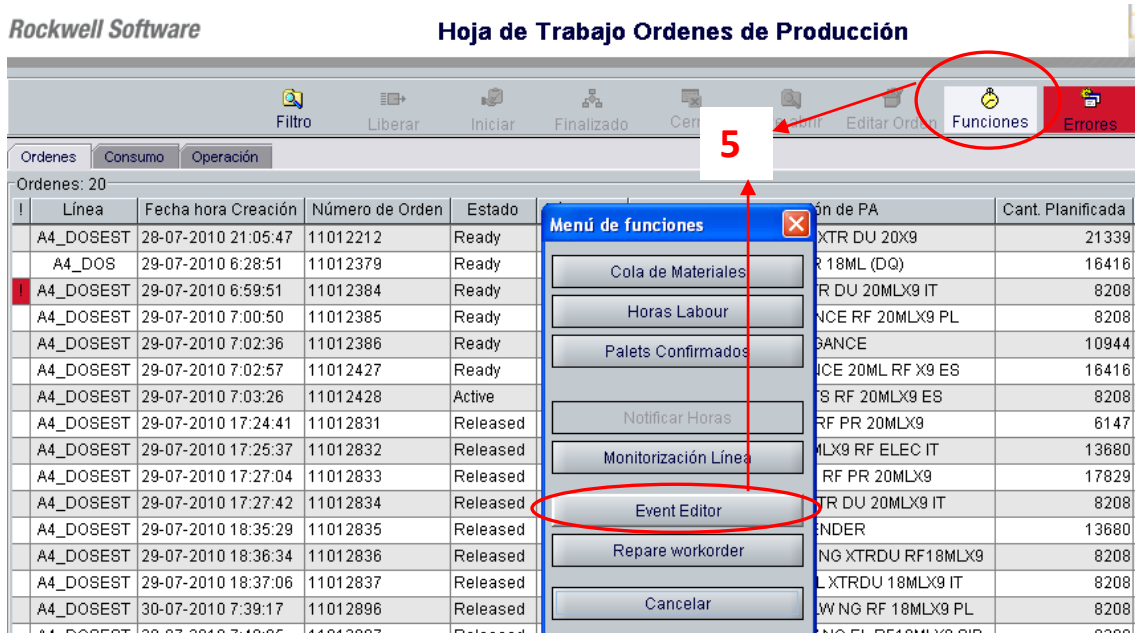 Rockwell Software
Hoja de Trabajo Ordenes de Producción
Filtro Liberar Iniciar Finalizado Editar Orden Funciones Errores
5
Ordenes Consumo Operación
Ordenes: 20
! Línea Fecha hora Creación Número de Orden Estado ón de PA Cant. Planificada
A4_DOSEST 28-07-2010 21:05:47 11012212 Ready XTR DU 20X9 21339
A4_DOS 29-07-2010 6:28:51 11012379 Ready R 18ML (DQ) 16416
! A4_DOSEST 29-07-2010 6:59:51 11012384 Ready R DU 20MLX9 IT 8208
A4_DOSEST 29-07-2010 7:00:50 11012385 Ready NCE RF 20MLX9 PL 8208
A4_DOSEST 29-07-2010 7:02:36 11012386 Ready GANCE 10944
A4_DOSEST 29-07-2010 7:02:57 11012427 Ready ICE 20ML RF X9 ES 16416
A4_DOSEST 29-07-2010 7:03:26 11012428 Active S RF 20MLX9 ES 8208
A4_DOSEST 29-07-2010 17:24:41 11012831 Released RF PR 20MLX9 6147
A4_DOSEST 29-07-2010 17:25:37 11012832 Released MLX9 RF ELEC IT 13680
A4_DOSEST 29-07-2010 17:27:04 11012833 Released RF PR 20MLX9 17829
A4_DOSEST 29-07-2010 17:27:42 11012834 Released TR DU 20MLX9 IT 8208
A4_DOSEST 29-07-2010 18:35:29 11012835 Released ENDER 13680
A4_DOSEST 29-07-2010 18:36:34 11012836 Released NG XTRDU RF18MLX9 8208
A4_DOSEST 29-07-2010 18:37:06 11012837 Released L XTRDU 18MLX9 IT 8208
A4_DOSEST 30-07-2010 7:39:17 11012896 Released LW NG RF 18MLX9 PL 8208
Menú de funciones
Cola de Materiales
Horas Labour
Palets Confirmados
Notificar Horas
Monitorización Línea
Event Editor
Repare workorder
Cancelar